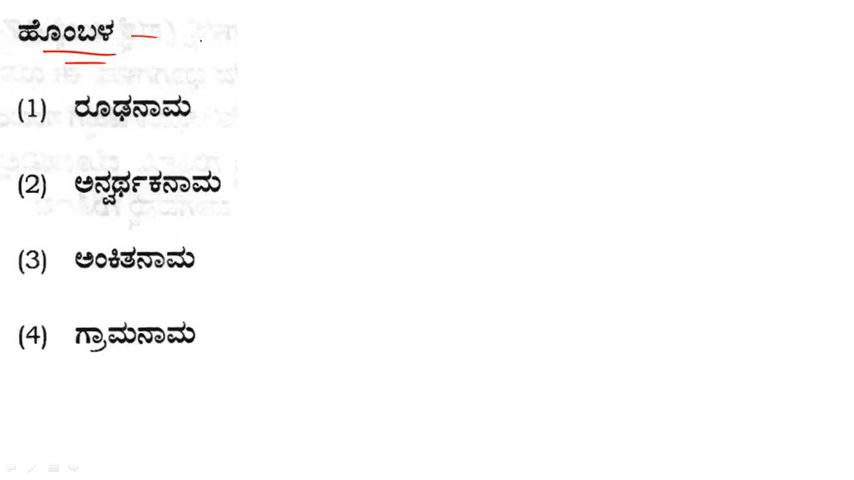 ಹೊಂಬಳ
(1) ರೂಢನಾಮ
(2) ಅನ್ವರ್ಥಕನಾಮ
(3) ಅಂಕಿತನಾಮ
(4) ಗ್ರಾಮನಾಮ